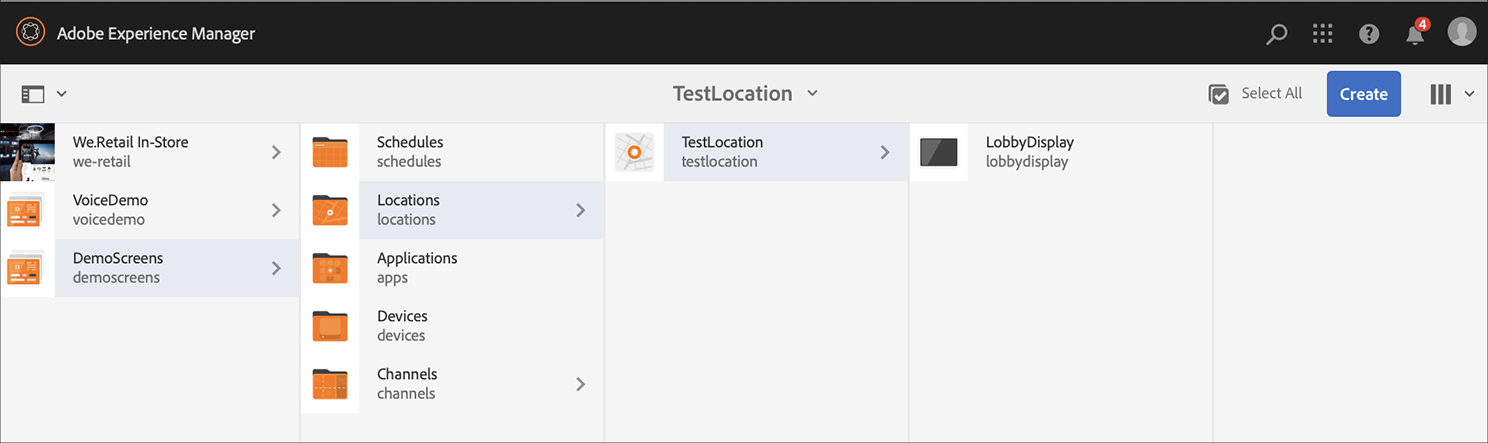 Adobe Experience Manager
4
TestLocation
Select All
Create
We.Retail In-Store
we-retail
VoiceDemo
voicedemo
DemoScreens
demoscreens
Schedules
schedules
Locations
locations
Applications
apps
Devices
devices
Channels
channels
TestLocation
testlocation
LobbyDisplay
lobbydisplay